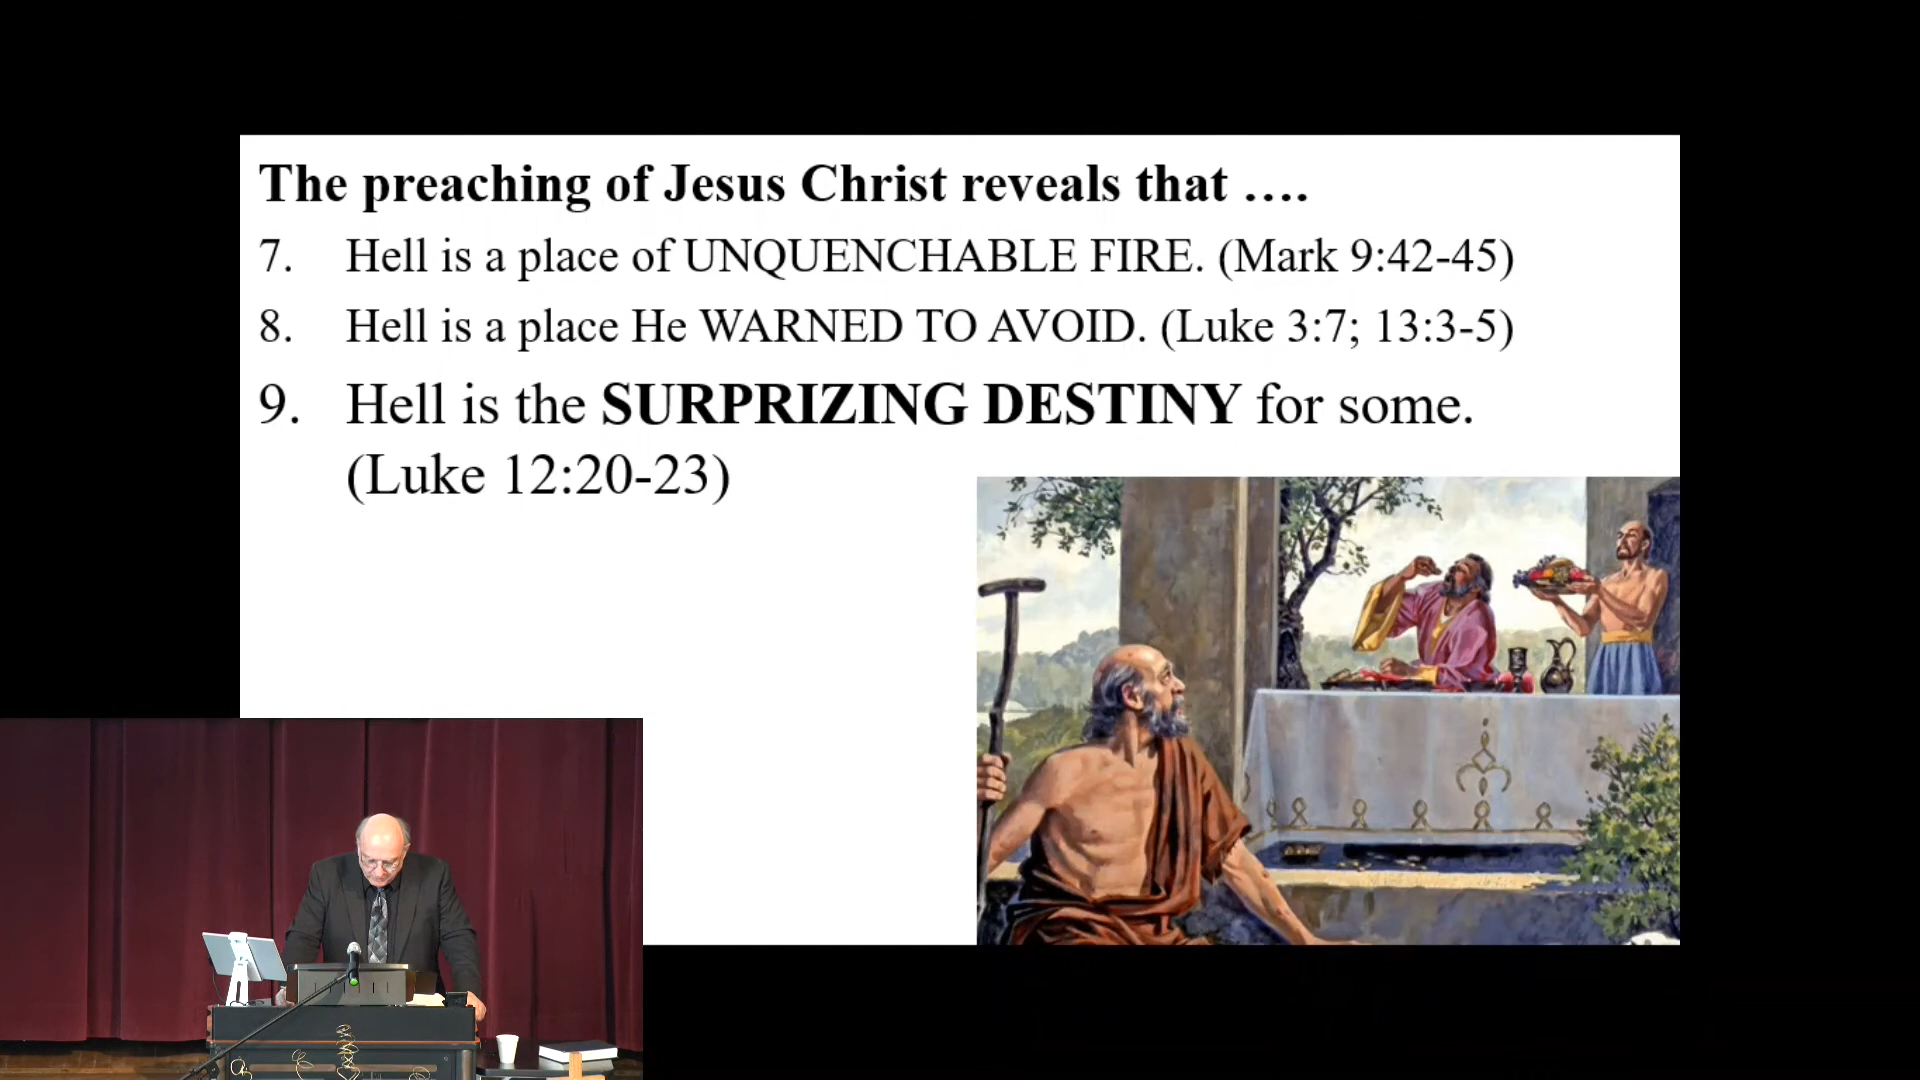 The preaching of Jesus Christ reveals that ….
7. Hell is a place of UNQUENCHABLE FIRE. (Mark 9:42-45)
8. Hell is a place He WARNED TO AVOID. (Luke 3:7; 13:3-5)
9. Hell is the SURPRIZING DESTINY for some.
(Luke 12:20-23)